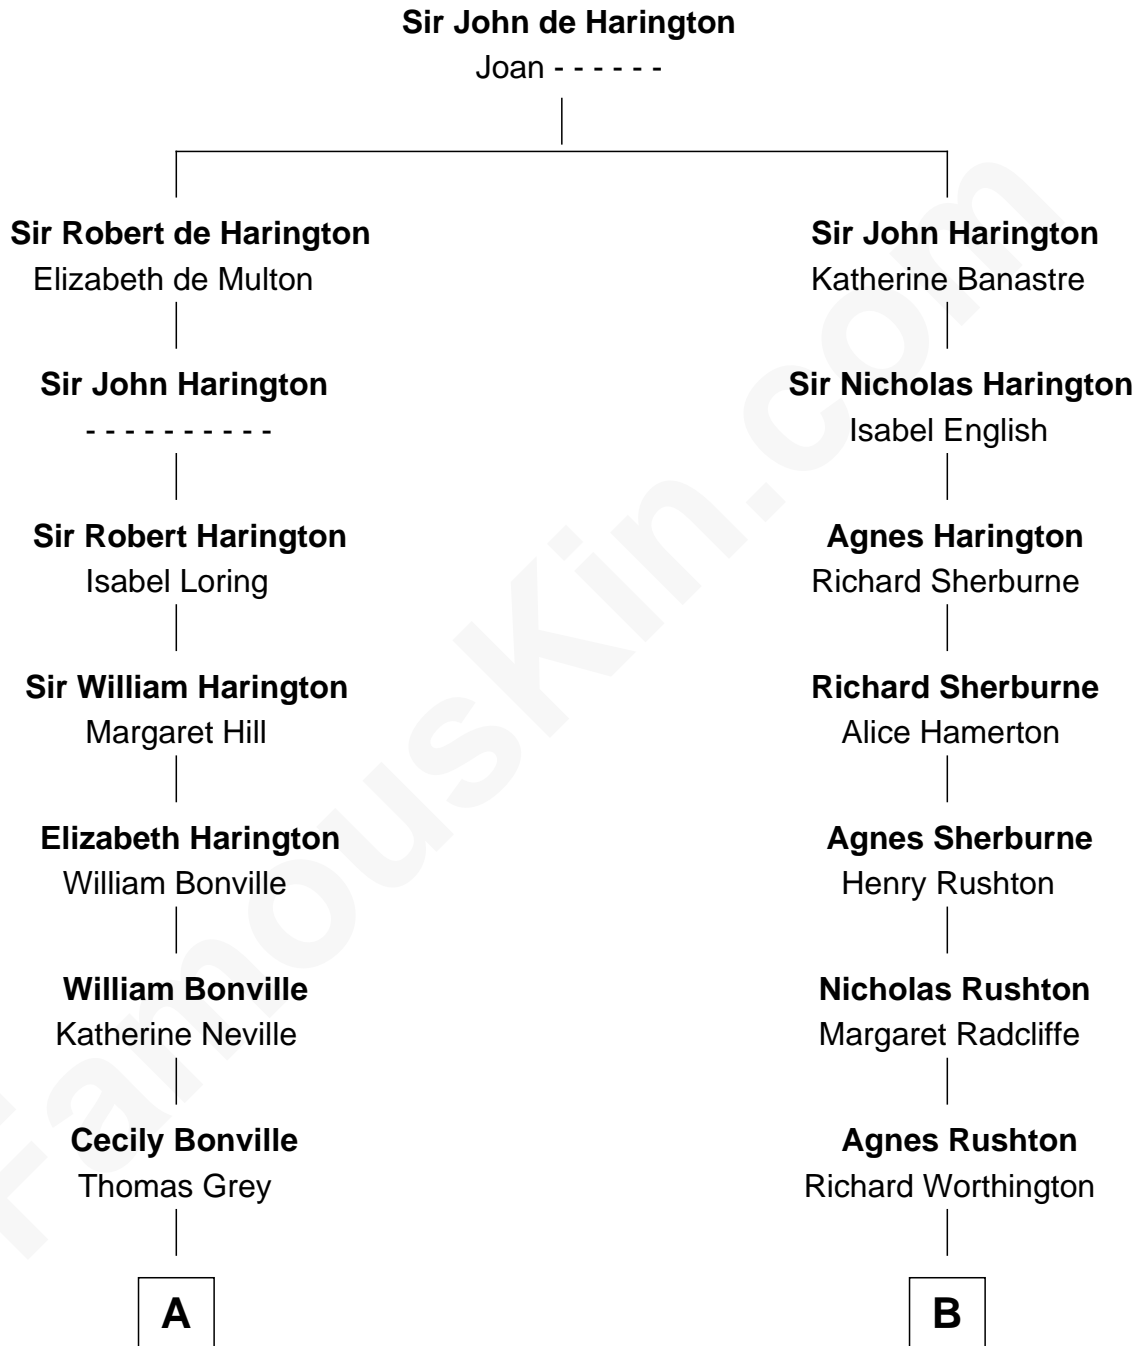 Sir John de Harington
Joan - - - - - -
Sir Robert de Harington
Elizabeth de Multon
Sir John Harington
Katherine Banastre
Sir John Harington
- - - - - - - - - -
Sir Nicholas Harington
Isabel English
Sir Robert Harington
Isabel Loring
Agnes Harington
Richard Sherburne
Sir William Harington
Margaret Hill
Richard Sherburne
Alice Hamerton
Elizabeth Harington
William Bonville
Agnes Sherburne
Henry Rushton
William Bonville
Katherine Neville
Nicholas Rushton
Margaret Radcliffe
Cecily Bonville
Thomas Grey
Agnes Rushton
Richard Worthington
A
B
FamousKin.com